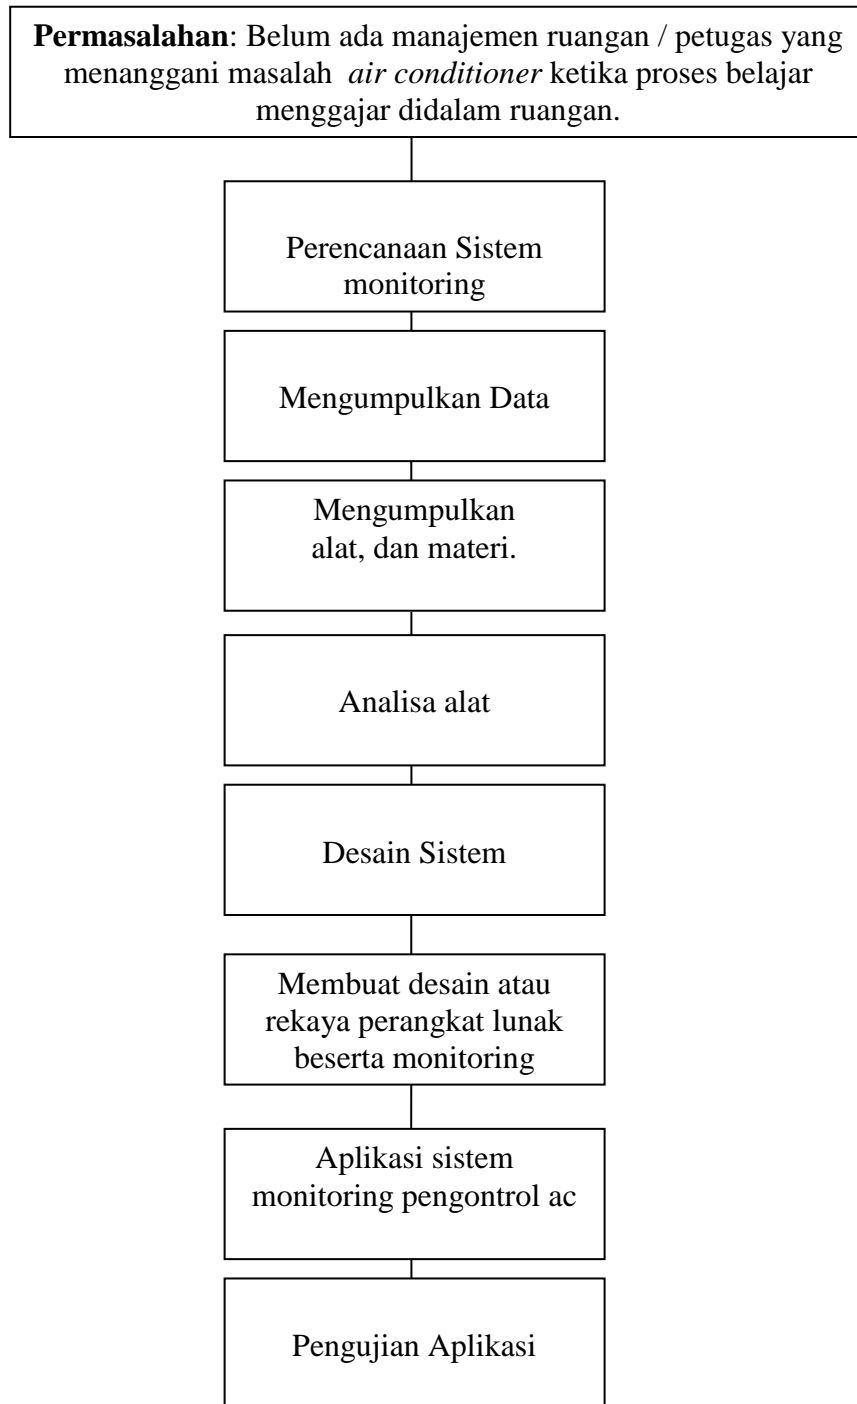 Permasalahan: Belum ada manajemen ruangan / petugas yang
menanggani masalah air conditioner ketika proses belajar
menggajar didalam ruangan.
Perencanaan Sistem
monitoring
Mengumpulkan Data
Mengumpulkan
alat, dan materi.
Analisa alat
Desain Sistem
Membuat desain atau
rekaya perangkat lunak
beserta monitoring
Aplikasi sistem
monitoring pengontrol ac
Pengujian Aplikasi